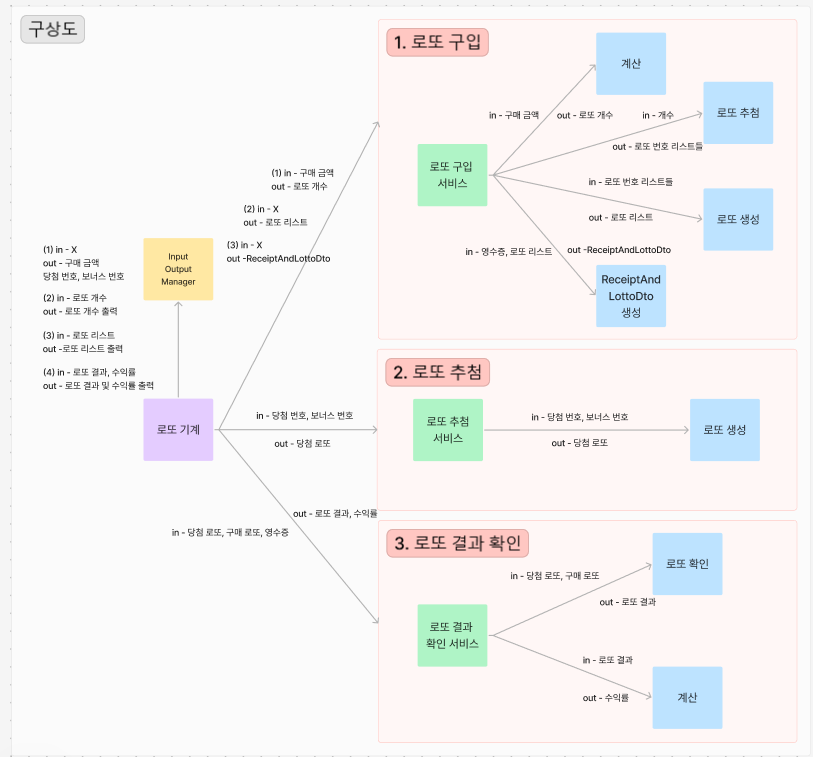 구상도
1. 로또 구입
계산
in - 구매 금액
out - 로또 개수
in - 개수
로또 추첨
out - 로또 번호 리스트들
로또 구입
서비스
in - 로또 번호 리스트들
out - 로또 리스트
로또 생성
in - 영수증, 로또 리스트
out -ReceiptAndLottoDto
ReceiptAnd
LottoDto
생성
(1) in - 구매 금액
out - 로또 개수
(2) in - X
out - 로또 리스트
(3) in - X
out -ReceiptAndLottoDto
Input
Output
Manager
(1) in - X
out - 구매 금액
당첨 번호, 보너스 번호
(2) in - 로또 개수
out - 로또 개수 출력
(3) in - 로또 리스트
out -로또 리스트 출력
(4) in - 로또 결과, 수익률
out - 로또 결과 및 수익률 출력
로또 기계
in - 당첨 번호, 보너스 번호
out - 당첨 로또
2. 로또 추첨
로또 추첨
서비스
in - 당첨 번호, 보너스 번호
out - 당첨 로또
로또 생성
out - 로또 결과, 수익률
in - 당첨 로또, 구매 로또, 영수증
3. 로또 결과 확인
로또 확인
in - 당첨 로또, 구매 로또
out - 로또 결과
로또 결과
확인 서비스
in - 로또 결과
out - 수익률
계산